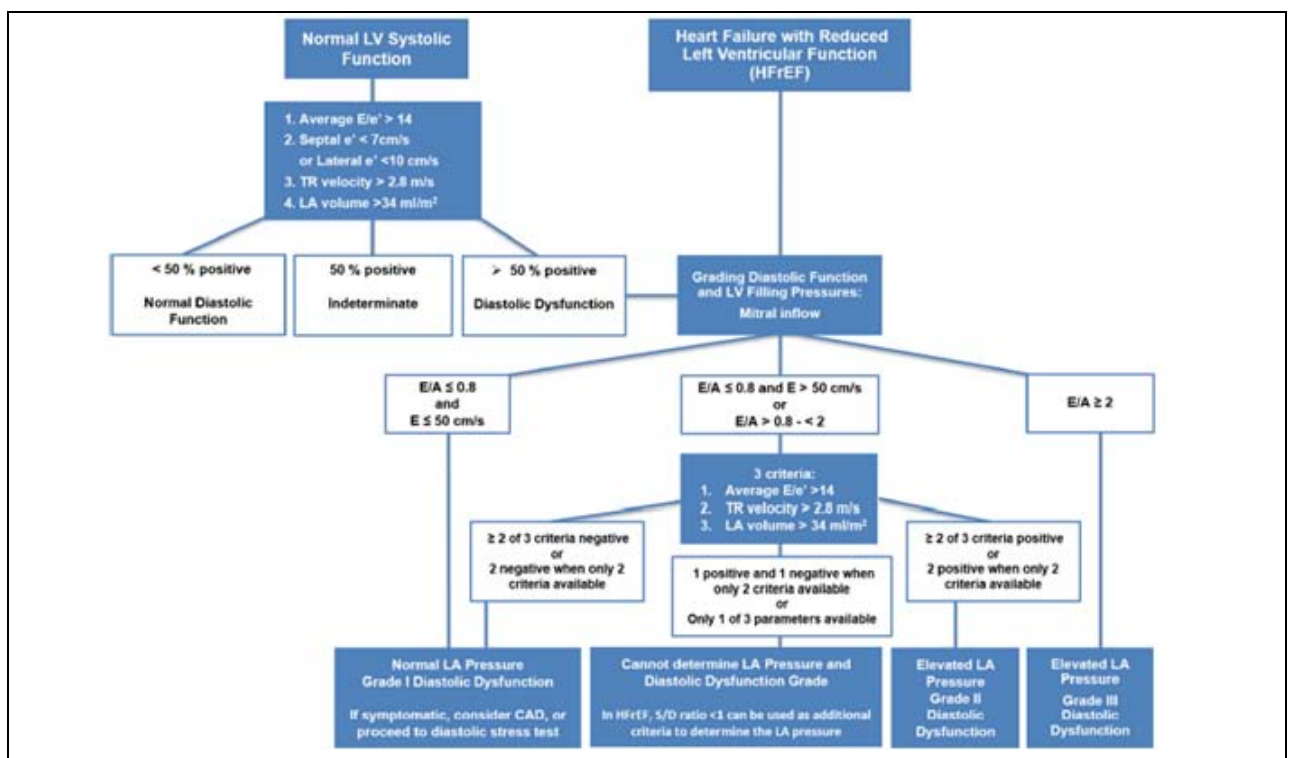 Normal LV Systolic
Function
Heart Failure with Reduced
Left Ventricular Function
(HFrEF)
1. Average E/e' > 14
2. Septal e' < 7cm/s
or Lateral e' <10 cm/s
3. TR velocity > 2.8 m/s
4. LA volume >34 ml/m²
< 50 % positive
Normal Diastolic
Function
50 % positive
Indeterminate
➢ 50 % positive
Diastolic Dysfunction
Grading Diastolic Function
and LV Filling Pressures:
Mitral inflow
E/A ≤ 0.8
and
E ≤ 50 cm/s
E/A ≤ 0.8 and E > 50 cm/s
or
E/A > 0.8 - < 2
E/A ≥ 2
3 criteria:
1. Average E/e' >14
2. TR velocity > 2.8 m/s
3. LA volume > 34 ml/m²
≥ 2 of 3 criteria negative
or
2 negative when only 2
criteria available
1 positive and 1 negative when
only 2 criteria available
or
Only 1 of 3 parameters available
≥ 2 of 3 criteria positive
or
2 positive when only 2
criteria available
Normal LA Pressure
Grade I Diastolic Dysfunction
If symptomatic, consider CAD, or
proceed to diastolic stress test
Cannot determine LA Pressure and
Diastolic Dysfunction Grade
In HFrEF, S/D ratio <1 can be used as additional
criteria to determine the LA pressure
Elevated LA
Pressure
Grade II
Diastolic
Dysfunction
Elevated LA
Pressure
Grade III
Diastolic
Dysfunction